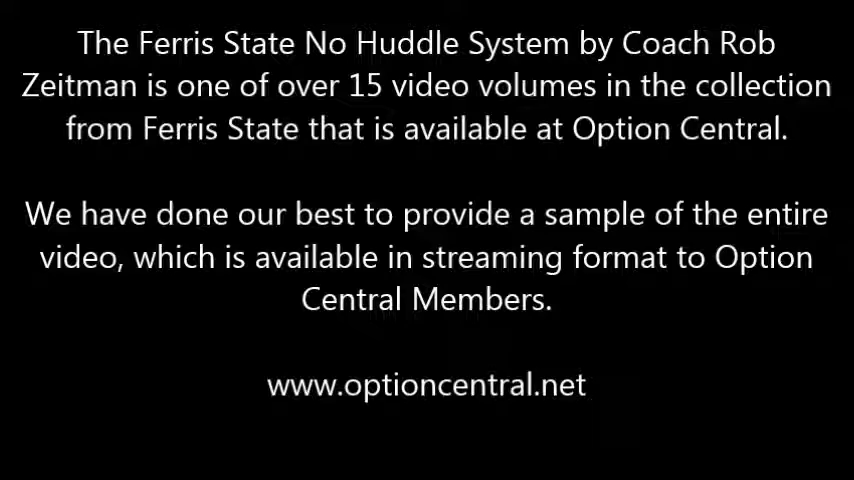 The Ferris State No Huddle System by Coach Rob
Zeitman is one of over 15 video volumes in the collection
from Ferris State that is available at Option Central.
We have done our best to provide a sample of the entire
video, which is available in streaming format to Option
Central Members.
www.optioncentral.net